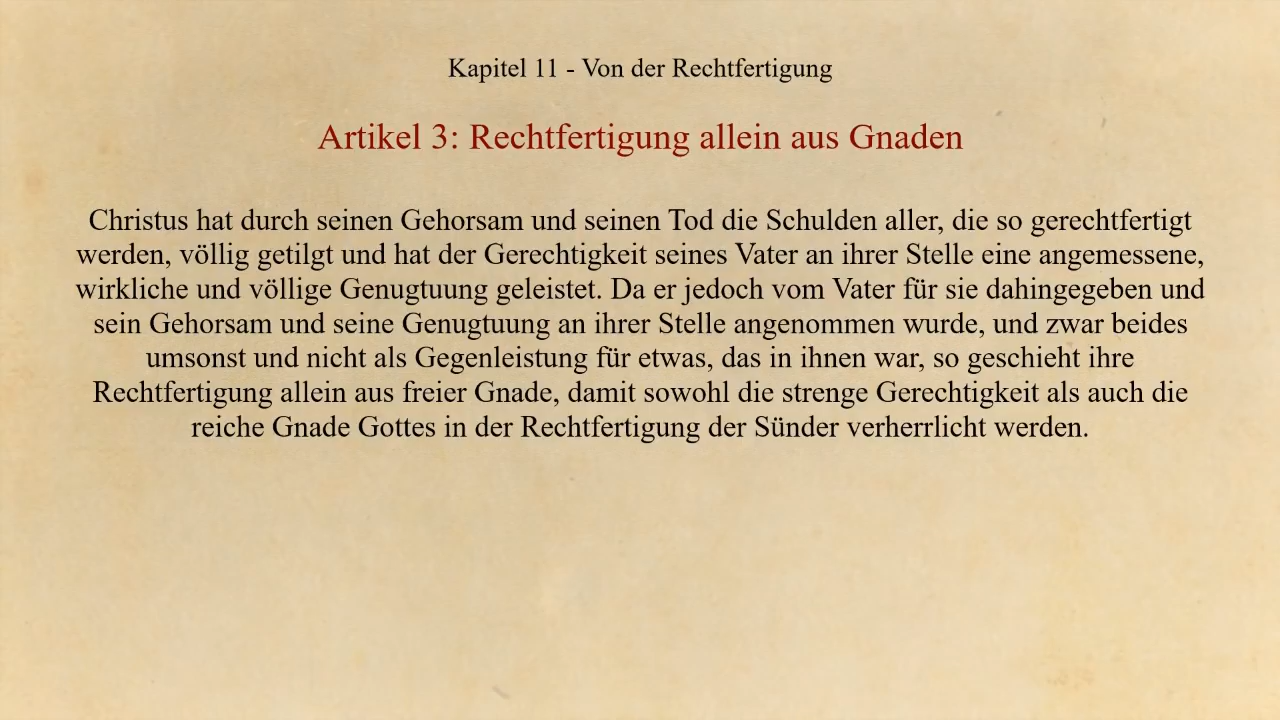 Kapitel 11 - Von der Rechtfertigung
Artikel 3: Rechtfertigung allein aus Gnaden
Christus hat durch seinen Gehorsam und seinen Tod die Schulden aller, die so gerechtfertigt
werden, völlig getilgt und hat der Gerechtigkeit seines Vater an ihrer Stelle eine angemessene,
wirkliche und völlige Genugtuung geleistet. Da er jedoch vom Vater für sie dahingegeben und
sein Gehorsam und seine Genugtuung an ihrer Stelle angenommen wurde, und zwar beides
umsonst und nicht als Gegenleistung für etwas, das in ihnen war, so geschieht ihre
Rechtfertigung allein aus freier Gnade, damit sowohl die strenge Gerechtigkeit als auch die
reiche Gnade Gottes in der Rechtfertigung der Sünder verherrlicht werden.